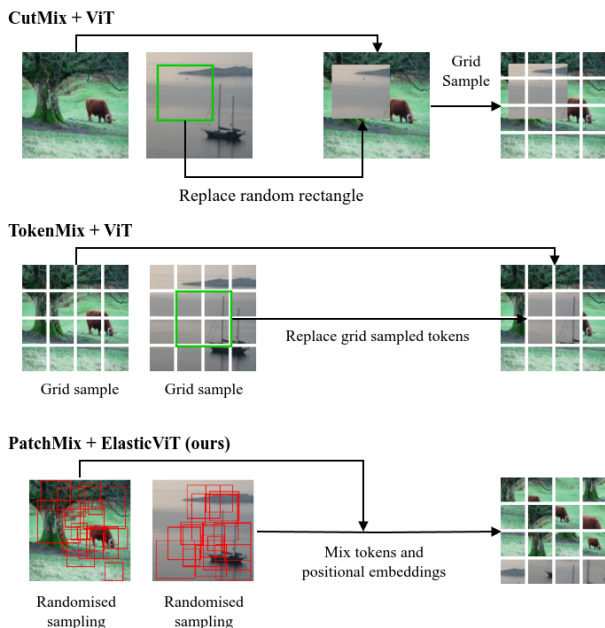 CutMix + ViT
Grid
Sample
Replace random rectangle
TokenMix + ViT
Replace grid sampled tokens
Grid sample
Grid sample
PatchMix + ElasticViT (ours)
Mix tokens and
positional embeddings
Randomised
sampling
Randomised
sampling